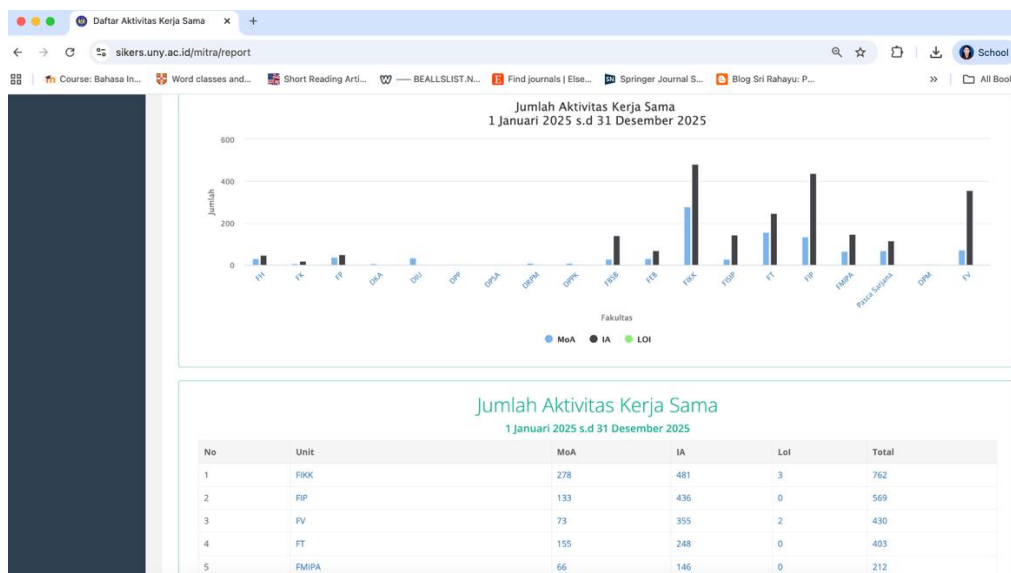 Daftar Aktivitas Kerja Sama
sikers.uny.ac.id/mitra/report
School
Course: Bahasa In... Word classes and... Short Reading Arti... — BEALLSLIST.N... Find journals | Else... Springer Journal S... Blog Sri Rahayu: P... » All Book
Jumlah Aktivitas Kerja Sama
1 Januari 2025 s.d 31 Desember 2025
600
400
200
0
Jumlah
FH FK FP DKA DIU DPP DPSA DRPM DPPK FBSB FEB FIKK FISIP FT FIP FMIPA Pasca Sarjana DPM FV
Fakultas
MoA IA LOI
Jumlah Aktivitas Kerja Sama
1 Januari 2025 s.d 31 Desember 2025
No Unit MoA IA LoI Total
1 FIKK 278 481 3 762
2 FIP 133 436 0 569
3 FV 73 355 2 430
4 FT 155 248 0 403
5 FMIPA 66 146 0 212